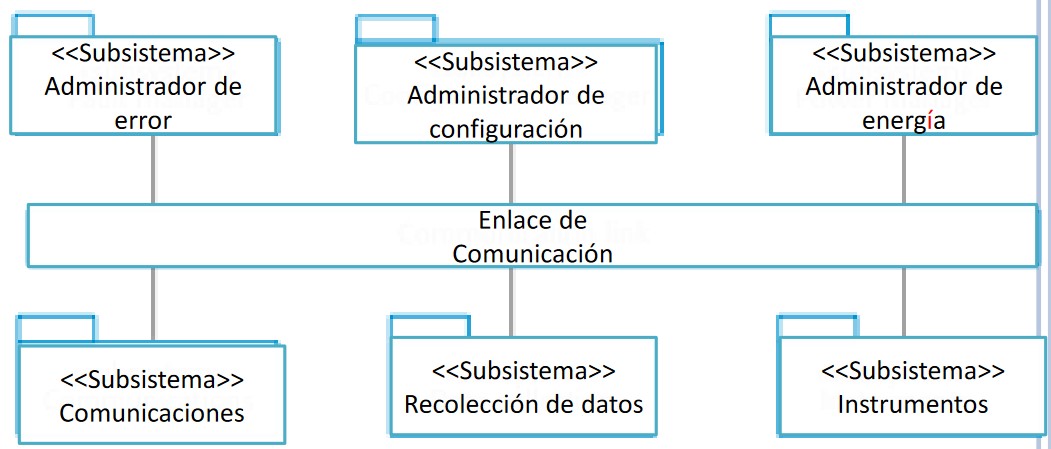 <<Subsistema>>
Administrador de
error
<<Subsistema>>
Administrador de
configuración
<<Subsistema>>
Administrador de
energía
Enlace de
Comunicación
<<Subsistema>>
Comunicaciones
<<Subsistema>>
Recolección de datos
<<Subsistema>>
Instrumentos